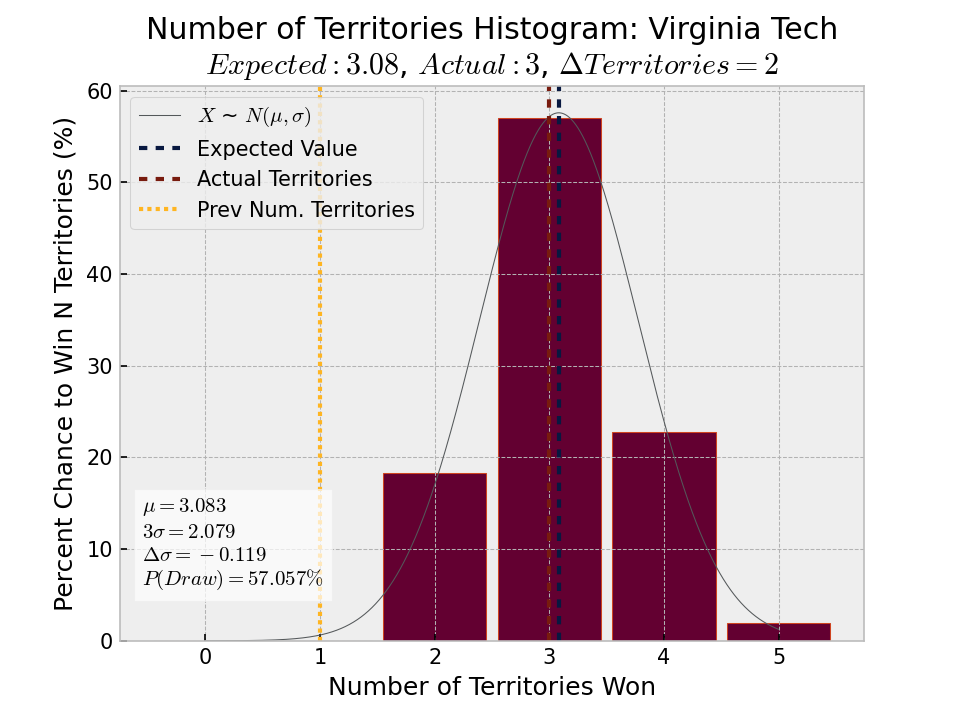 Number of Territories Histogram: Virginia Tech
Expected : 3.08, Actual : 3, ΔTerritories = 2
Percent Chance to Win N Territories (%)
60
50
40
30
20
10
0
X ~ N(μ, σ)
Expected Value
Actual Territories
Prev Num. Territories
μ = 3.083
3σ = 2.079
Δσ = −0.119
P(Draw) = 57.057%
0 1 2 3 4 5
Number of Territories Won